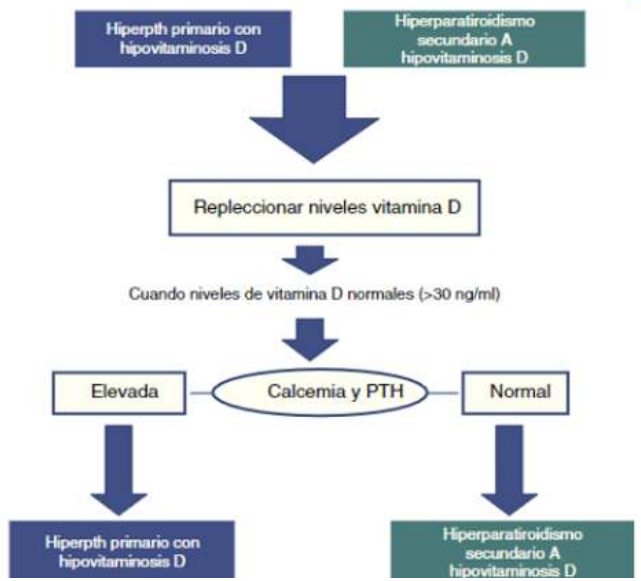 Hiperpth primario con
hipovitaminosis D
Hiperparatiroidismo
secundario A
hipovitaminosis D
Repleccionar niveles vitamina D
Cuando niveles de vitamina D normales (>30 ng/ml)
Elevada
Calcemia y PTH
Normal
Hiperpth primario con
hipovitaminosis D
Hiperparatiroidismo
secundario A
hipovitaminosis D